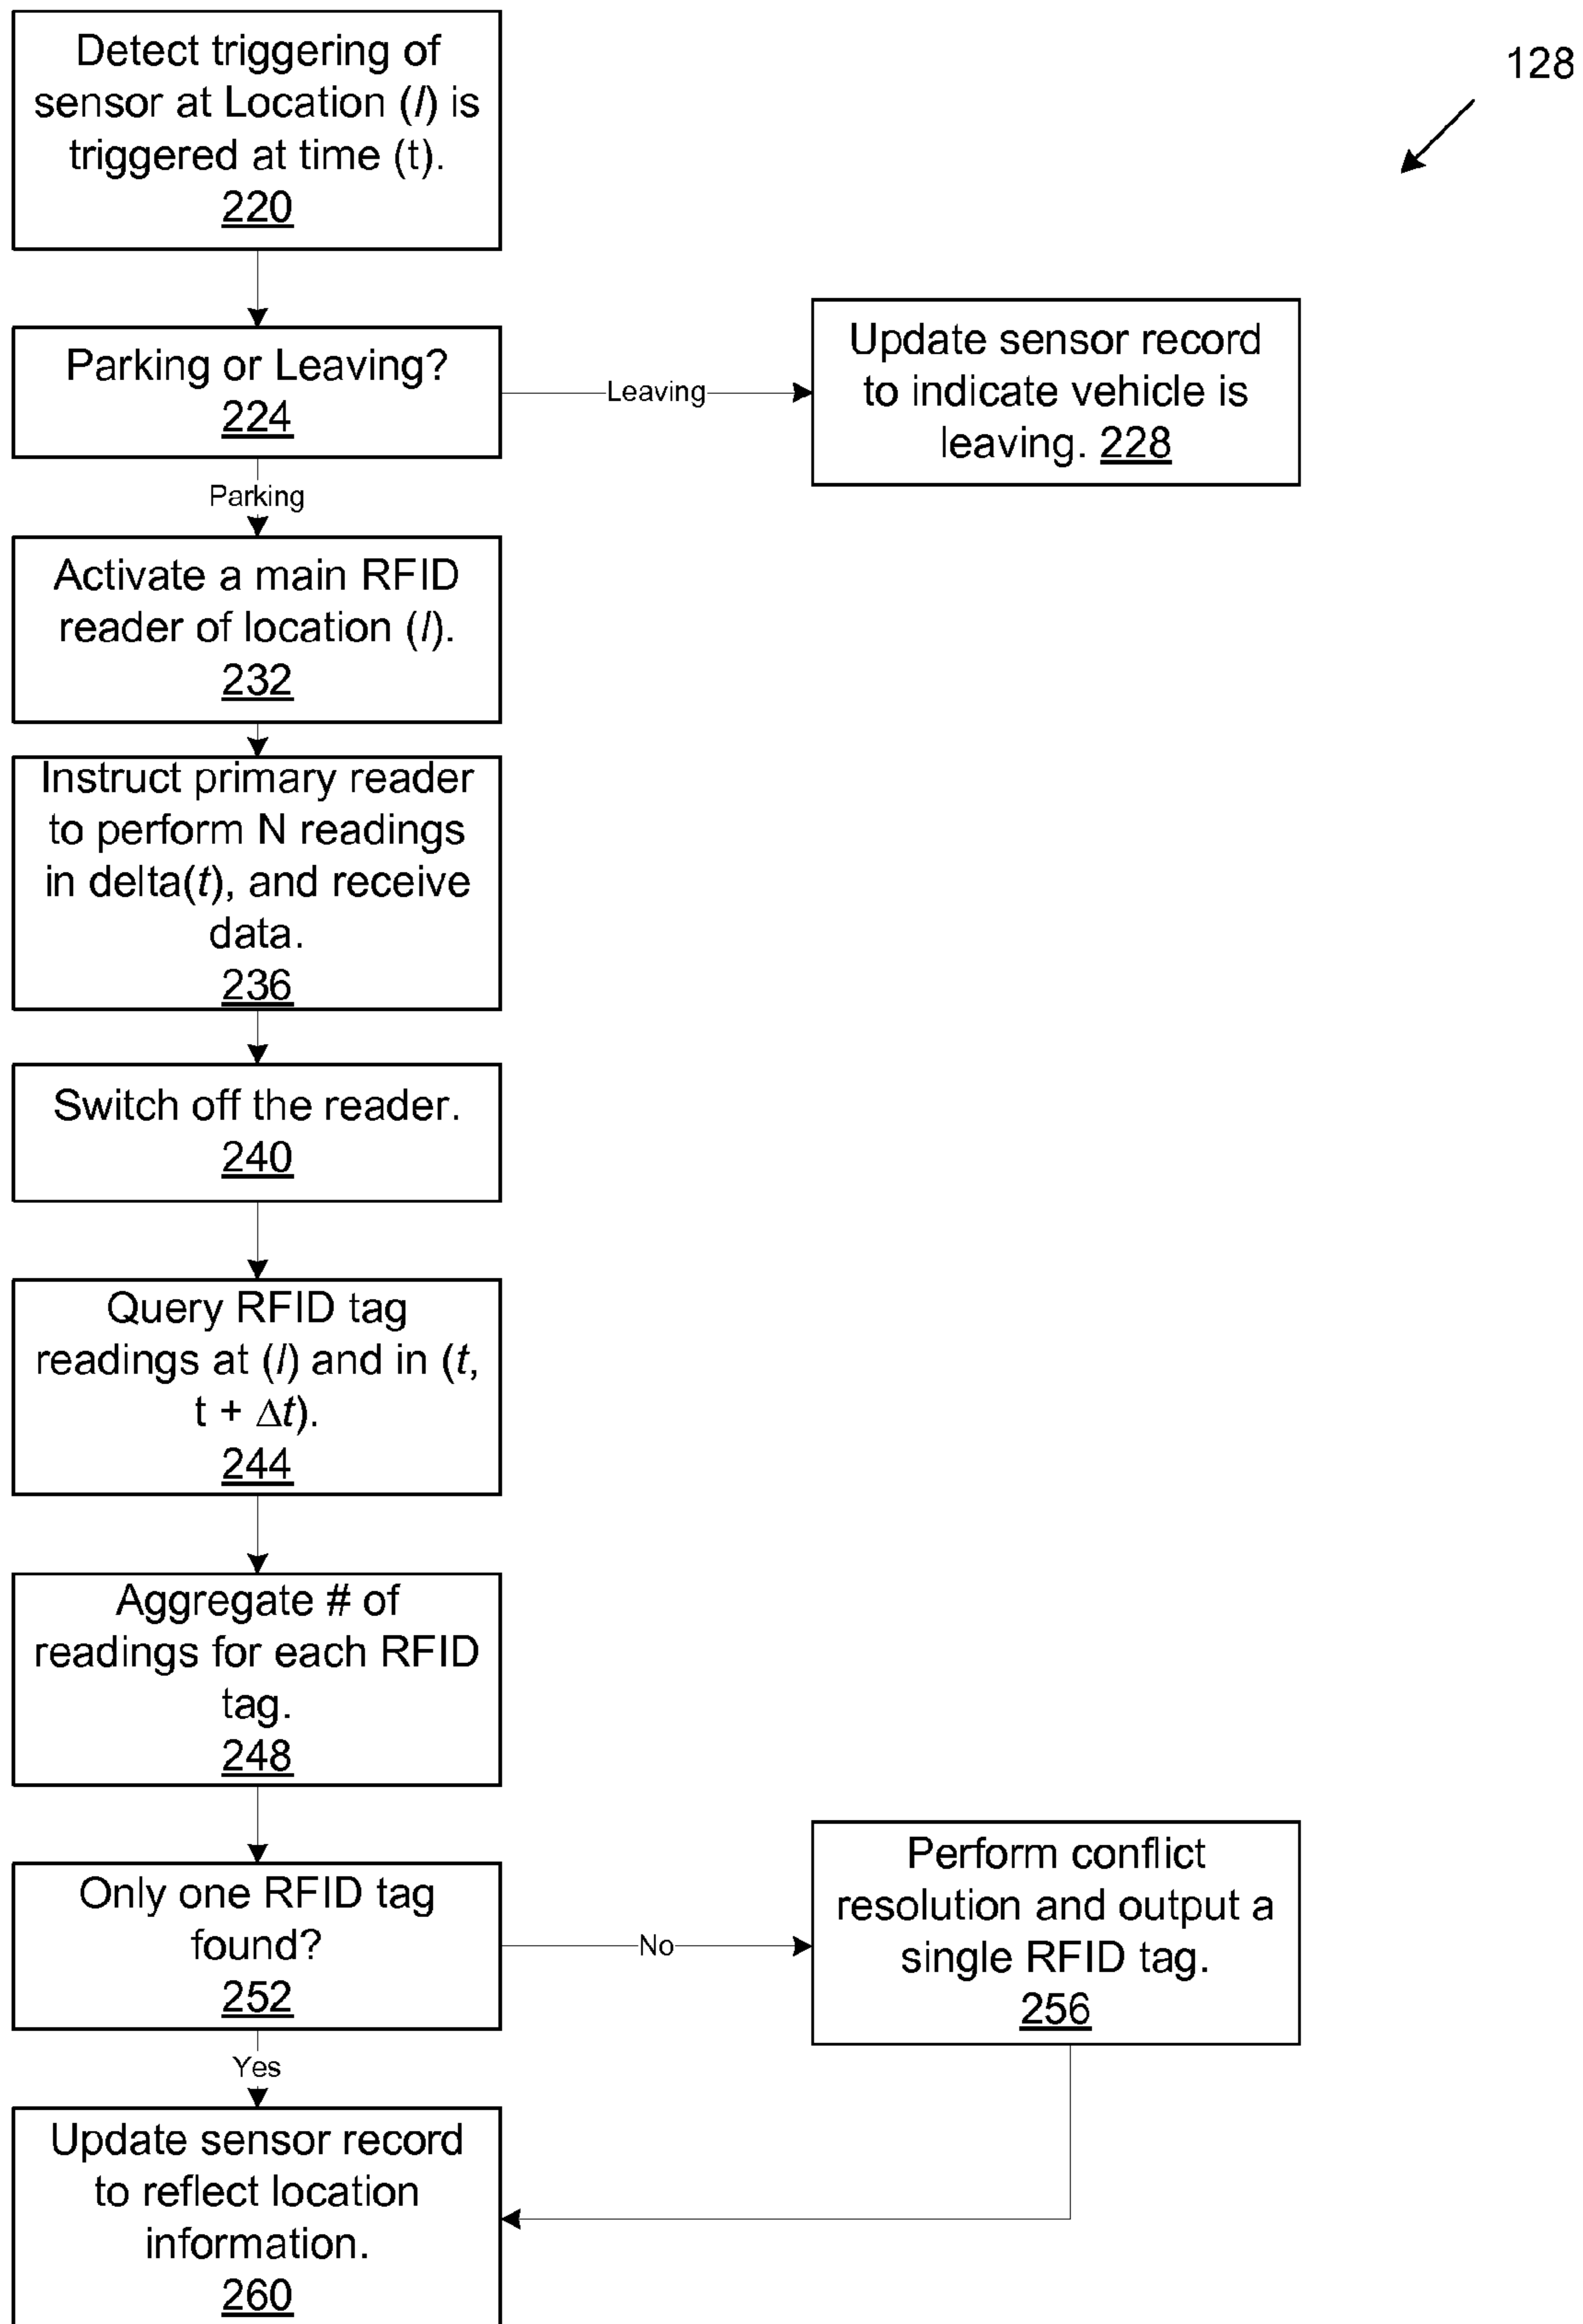 Detect triggering of
sensor at Location (l) is
triggered at time (t).
220
128
Parking or Leaving?
224
Leaving
Update sensor record
to indicate vehicle is
leaving. 228
Parking
Activate a main RFID
reader of location (l).
232
Instruct primary reader
to perform N readings
in delta(t), and receive
data.
236
Switch off the reader.
240
Query RFID tag
readings at (l) and in (t,
t + Δt).
244
Aggregate # of
readings for each RFID
tag.
248
Only one RFID tag
found?
252
No
Perform conflict
resolution and output a
single RFID tag.
256
Yes
Update sensor record
to reflect location
information.
260